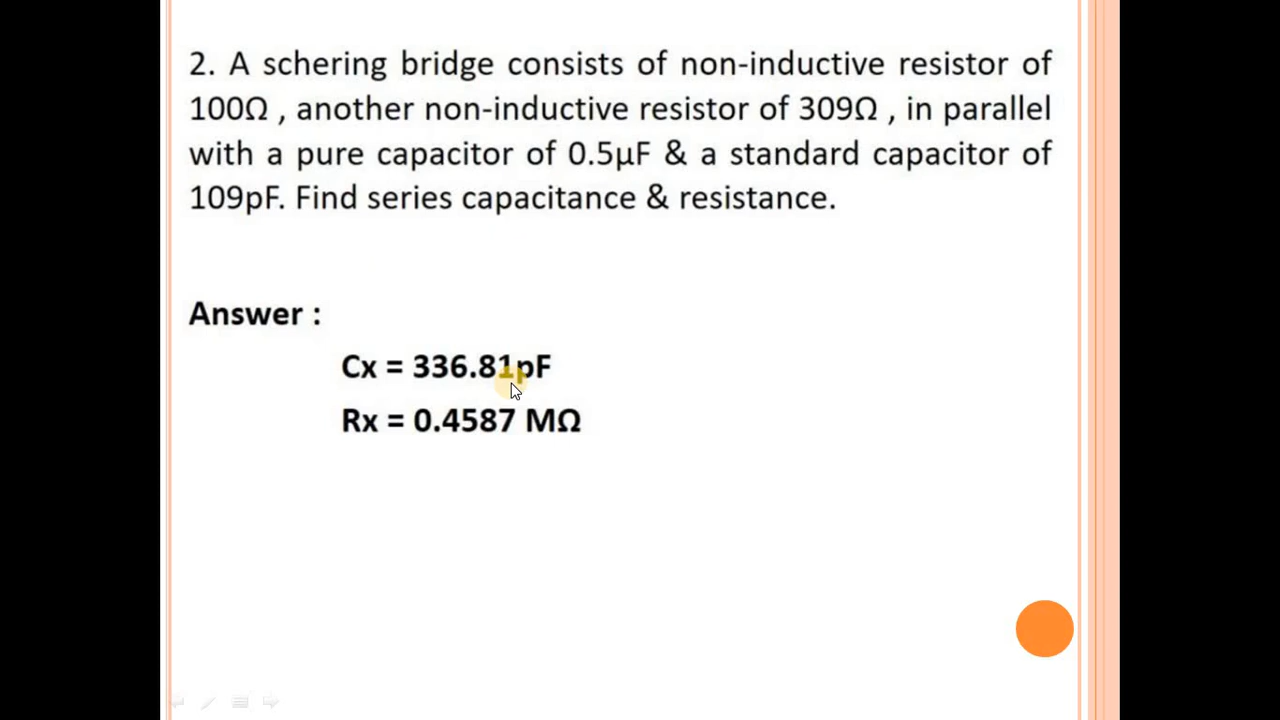 2. A schering bridge consists of non-inductive resistor of
100Ω , another non-inductive resistor of 309Ω , in parallel
with a pure capacitor of 0.5μF & a standard capacitor of
109pF. Find series capacitance & resistance.
Answer :
Cx = 336.81pF
Rx = 0.4587 MΩ